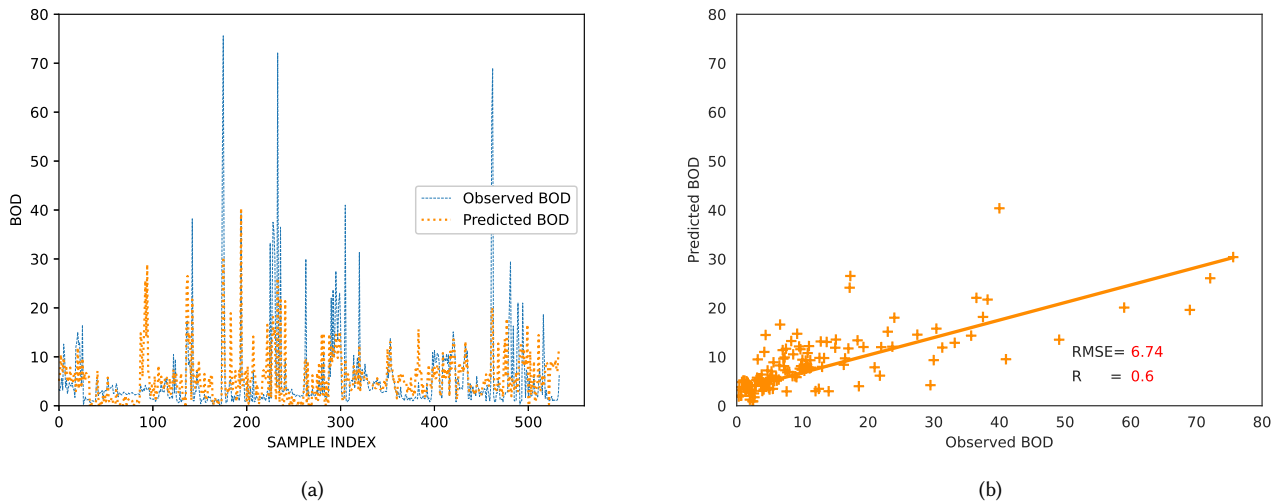 80
70
60
50
40
30
20
10
0
BOD
0 100 200 300 400 500
SAMPLE INDEX
Observed BOD
Predicted BOD
(a)
80
70
60
50
40
30
20
10
0
Predicted BOD
RMSE= 6.74
R = 0.6
0 10 20 30 40 50 60 70 80
Observed BOD
(b)